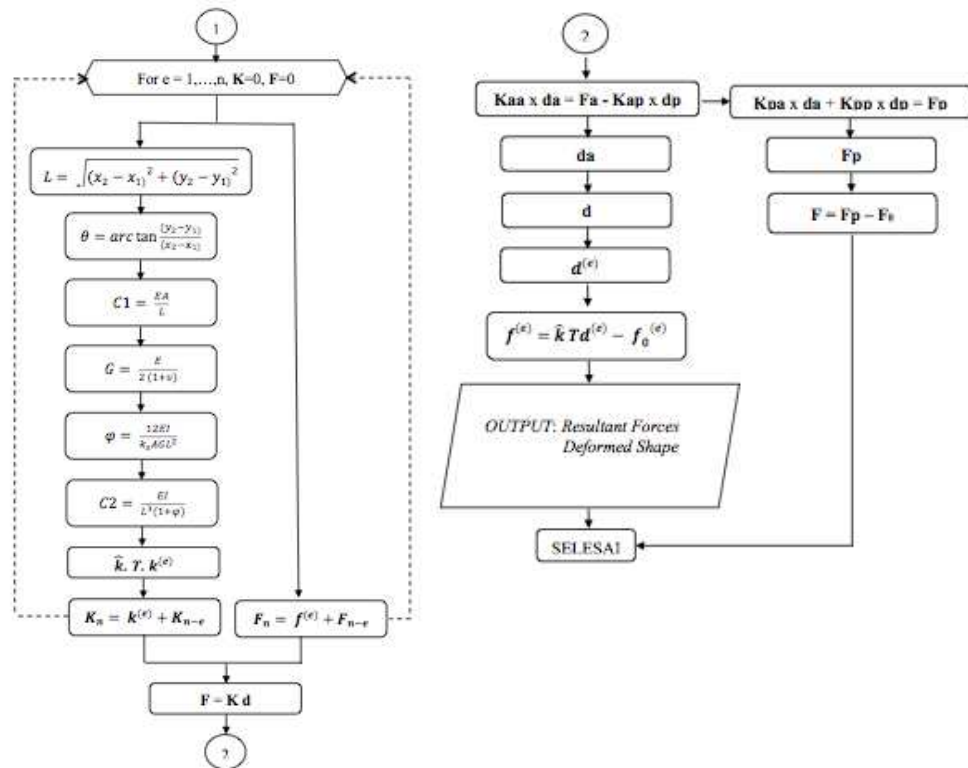 1
For e = 1,…,n, K=0, F=0
L = √(x₂ − x₁)² + (y₂ − y₁)²
θ = arc tan (y₂−y₁)/(x₂−x₁)
C1 = EA/L
G = E/2 (1+υ)
φ = 12EI/kₛAGL²
C2 = EI/L³(1+φ)
k̂. T. k⁽ᵉ⁾
Kₙ = k⁽ᵉ⁾ + Kₙ₋ₑ
Fₙ = f⁽ᵉ⁾ + Fₙ₋ₑ
F = K d
2
2
Kaa x da = Fa - Kap x dp
Kpa x da + Kpp x dp = Fp
da
Fp
d
F = Fp – F₀
d⁽ᵉ⁾
f⁽ᵉ⁾ = k̂ Td⁽ᵉ⁾ − f₀⁽ᵉ⁾
OUTPUT: Resultant Forces
Deformed Shape
SELESAI